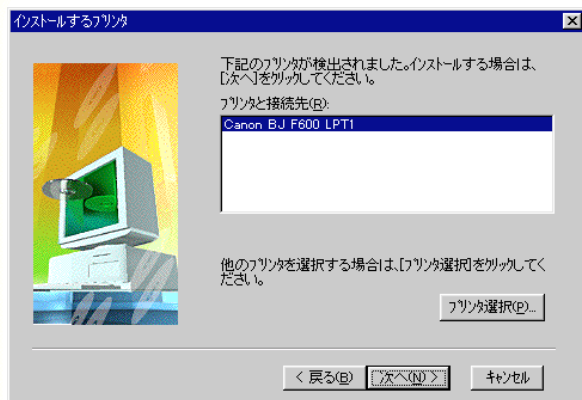 インストールするプリンタ
下記のプリンタが検出されました。インストールする場合は、
[次へ]をクリックしてください。
プリンタと接続先(R):
Canon BJ F600 LPT1
他のプリンタを選択する場合は、[プリンタ選択]をクリックしてく
ださい。
プリンタ選択(P)...
< 戻る(B)
次へ(N) >
キャンセル